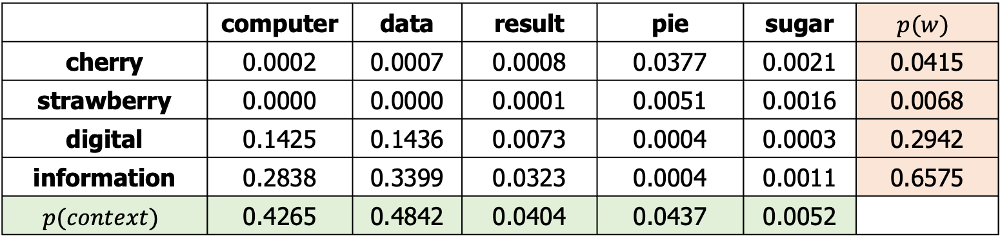 computer data result pie sugar p(w)
cherry 0.0002 0.0007 0.0008 0.0377 0.0021 0.0415
strawberry 0.0000 0.0000 0.0001 0.0051 0.0016 0.0068
digital 0.1425 0.1436 0.0073 0.0004 0.0003 0.2942
information 0.2838 0.3399 0.0323 0.0004 0.0011 0.6575
p(context) 0.4265 0.4842 0.0404 0.0437 0.0052